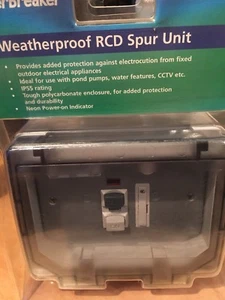 Weatherproof RCD Spur Unit
• Provides added protection against electrocution from fixed
outdoor electrical appliances
• Ideal for use with pond pumps, water features, CCTV etc.
• IP55 rating
• Tough polycarbonate enclosure, for added protection
and durability
• Neon Power-on Indicator